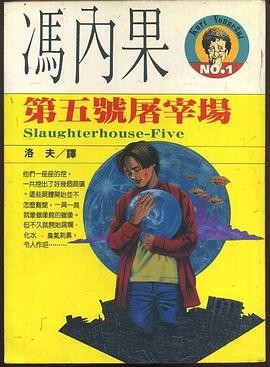 馮內果
Kurt Vonnegut
NO.1
第五號屠宰場
Slaughterhouse-Five
洛夫／譯
他們一座座的挖，
一共挖出了好幾個屍礦。
這些屍體開始並不
怎麼難聞，一具一具
就像蠟像館的蠟像。
但不久就開始腐爛、
化水、臭氣刺鼻，
令人作嘔………